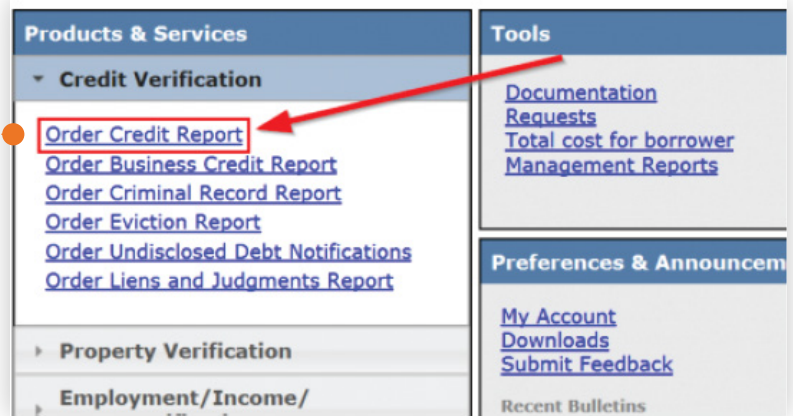 Products & Services
Credit Verification
Order Credit Report
Order Business Credit Report
Order Criminal Record Report
Order Eviction Report
Order Undisclosed Debt Notifications
Order Liens and Judgments Report
Property Verification
Employment/Income/
Tools
Documentation
Requests
Total cost for borrower
Management Reports
Preferences & Announcem
My Account
Downloads
Submit Feedback
Recent Bulletins